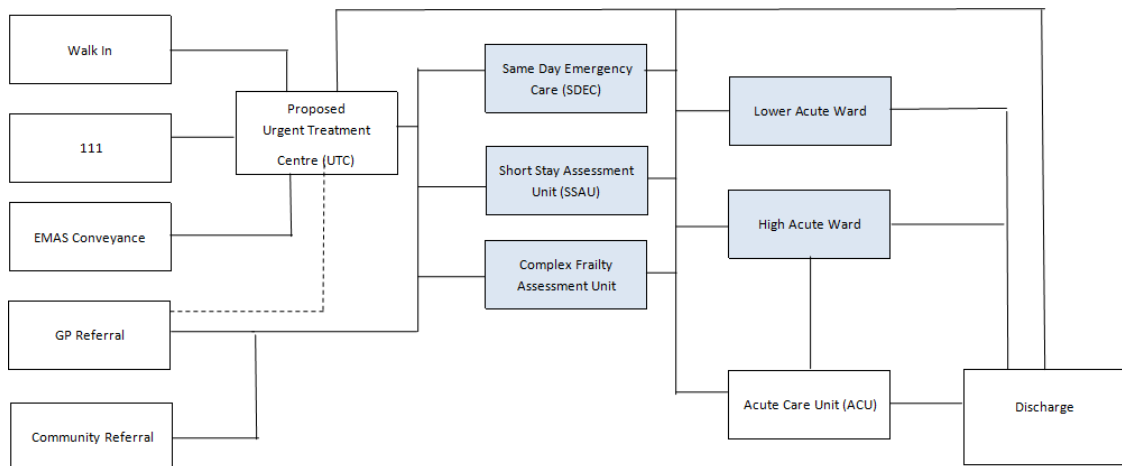 Walk In
111
EMAS Conveyance
GP Referral
Community Referral
Proposed
Urgent Treatment
Centre (UTC)
Same Day Emergency
Care (SDEC)
Short Stay Assessment
Unit (SSAU)
Complex Frailty
Assessment Unit
Lower Acute Ward
High Acute Ward
Acute Care Unit (ACU)
Discharge